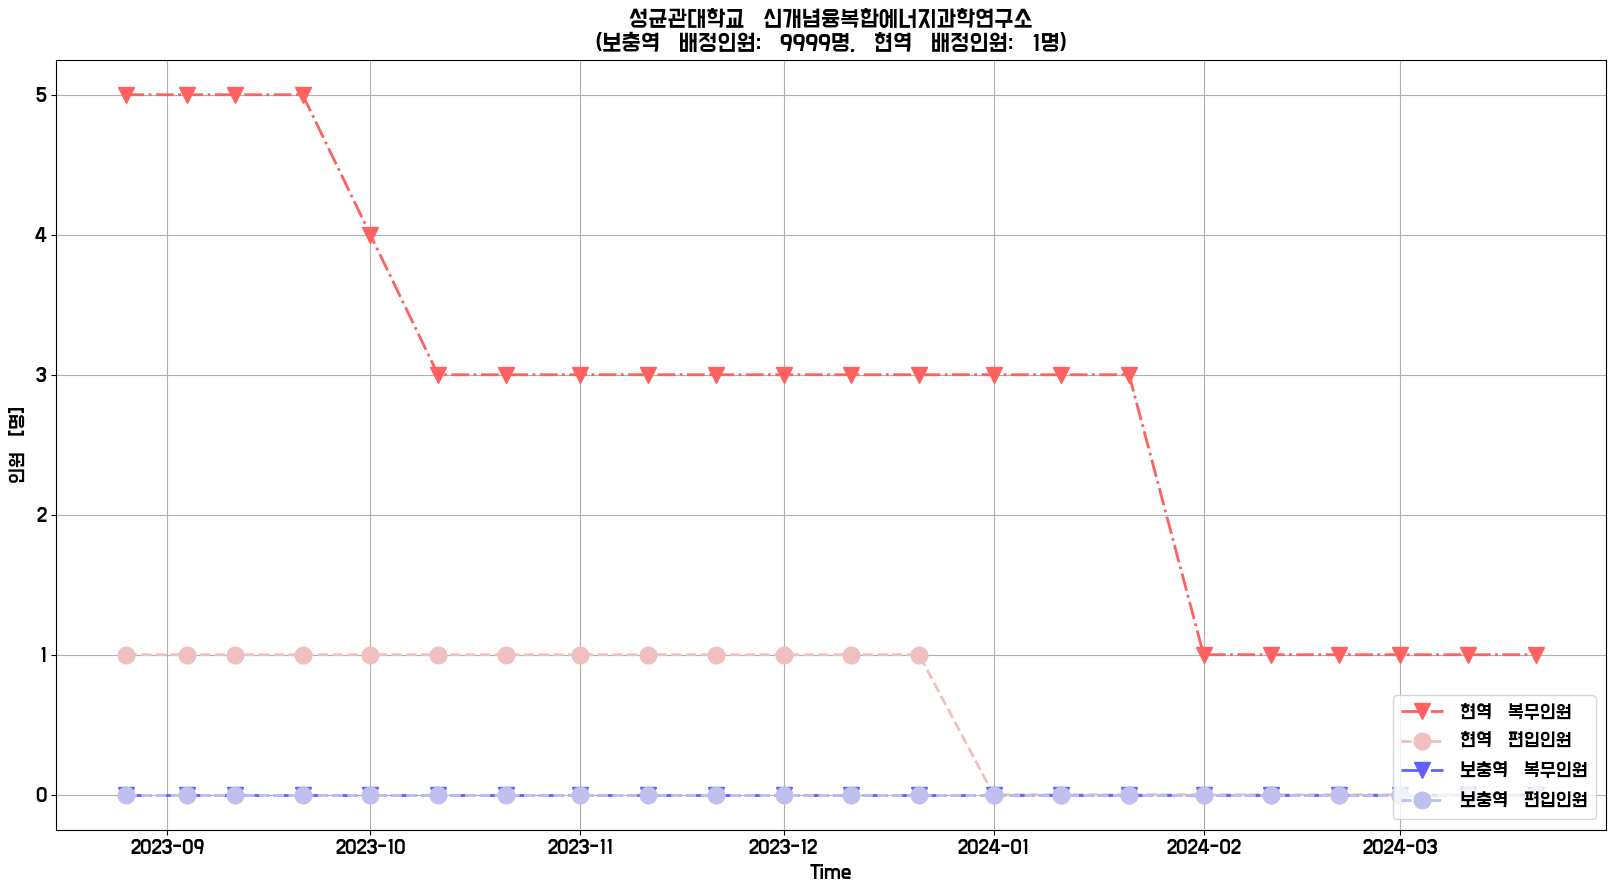 성균관대학교 신개념융복합에너지과학연구소
(보충역 배정인원: 9999명, 현역 배정인원: 1명)
5
4
3
2
1
0
인원 [명]
2023-09
2023-10
2023-11
2023-12
2024-01
2024-02
2024-03
Time
현역 복무인원
현역 편입인원
보충역 복무인원
보충역 편입인원